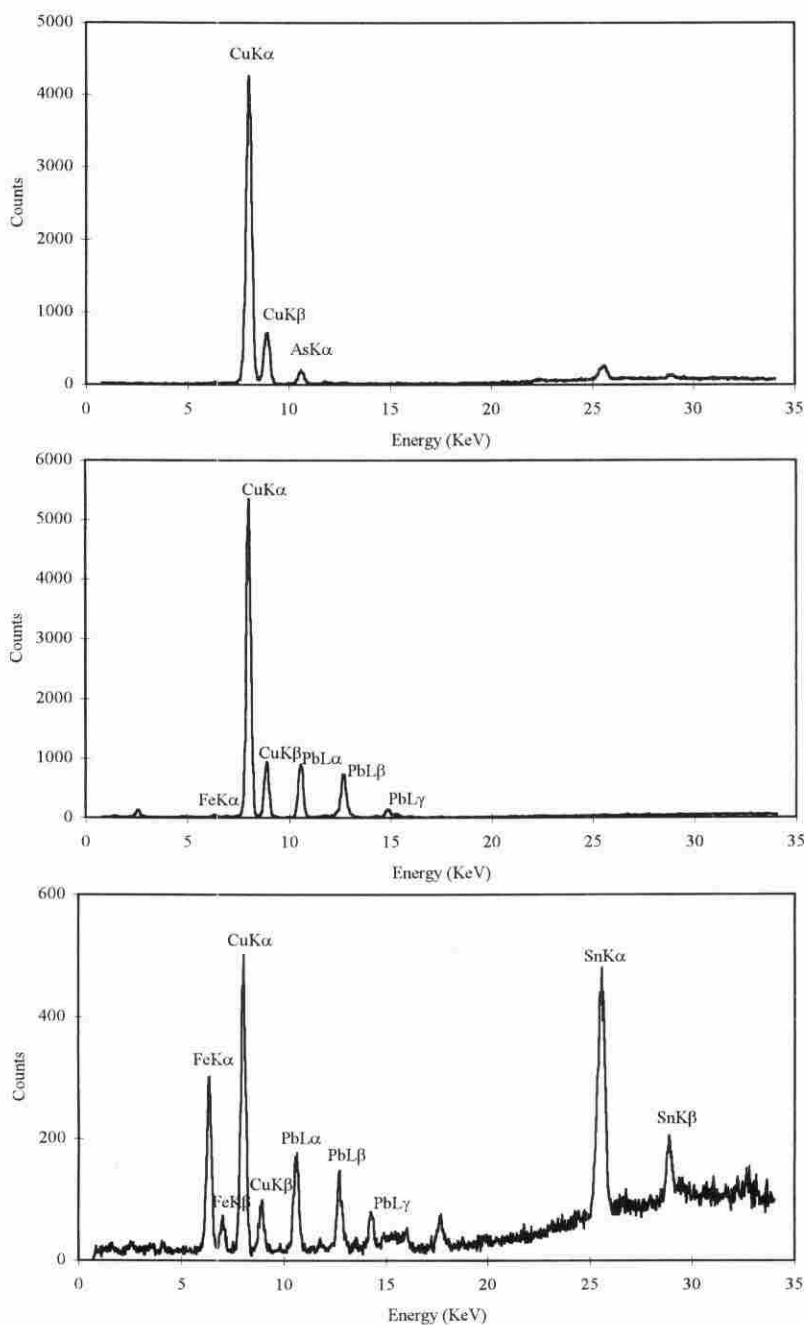 5000
CuKα
4000
3000
Counts
2000
1000
CuKβ
AsKα
0
0 5 10 15 20 25 30 35
Energy (KeV)
6000
CuKα
5000
4000
Counts
3000
2000
1000
CuKβ PbLα
PbLβ
FeKα
PbLγ
0
0 5 10 15 20 25 30 35
Energy (KeV)
600
CuKα
SnKα
400
FeKα
Counts
200
SnKβ
PbLα
PbLβ
CuKβ
FeKβ
PbLγ
0
0 5 10 15 20 25 30 35
Energy (KeV)